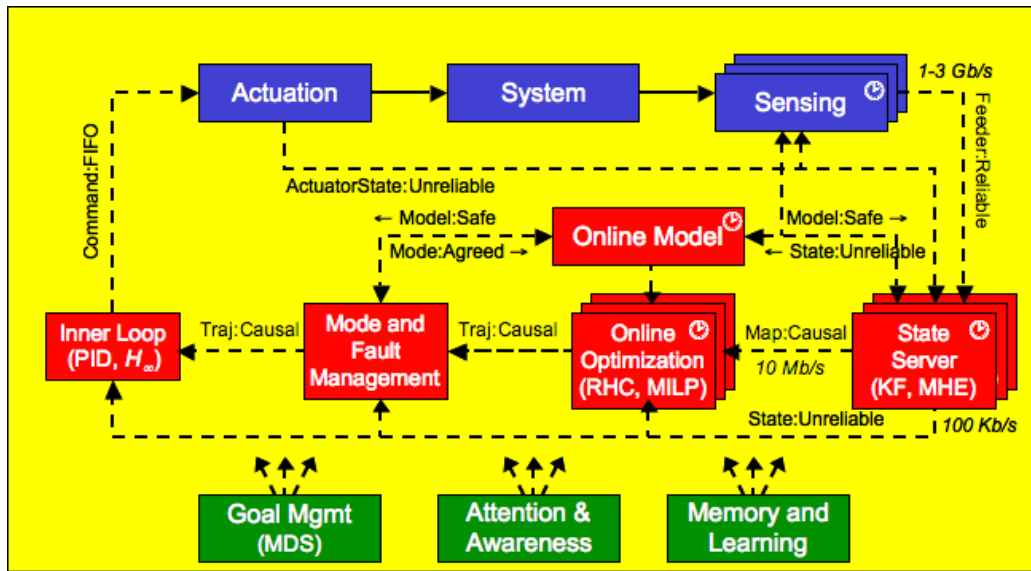 Actuation
System
Sensing
1-3 Gb/s
Command:FIFO
Feeder:Reliable
ActuatorState:Unreliable
← Model:Safe
Mode:Agreed →
Online Model
Model:Safe →
← State:Unreliable
Inner Loop
(PID, H∞)
Traj:Causal
Mode and
Fault
Management
Traj:Causal
Online
Optimization
(RHC, MILP)
Map:Causal
10 Mb/s
State
Server
(KF, MHE)
State:Unreliable
100 Kb/s
Goal Mgmt
(MDS)
Attention &
Awareness
Memory and
Learning